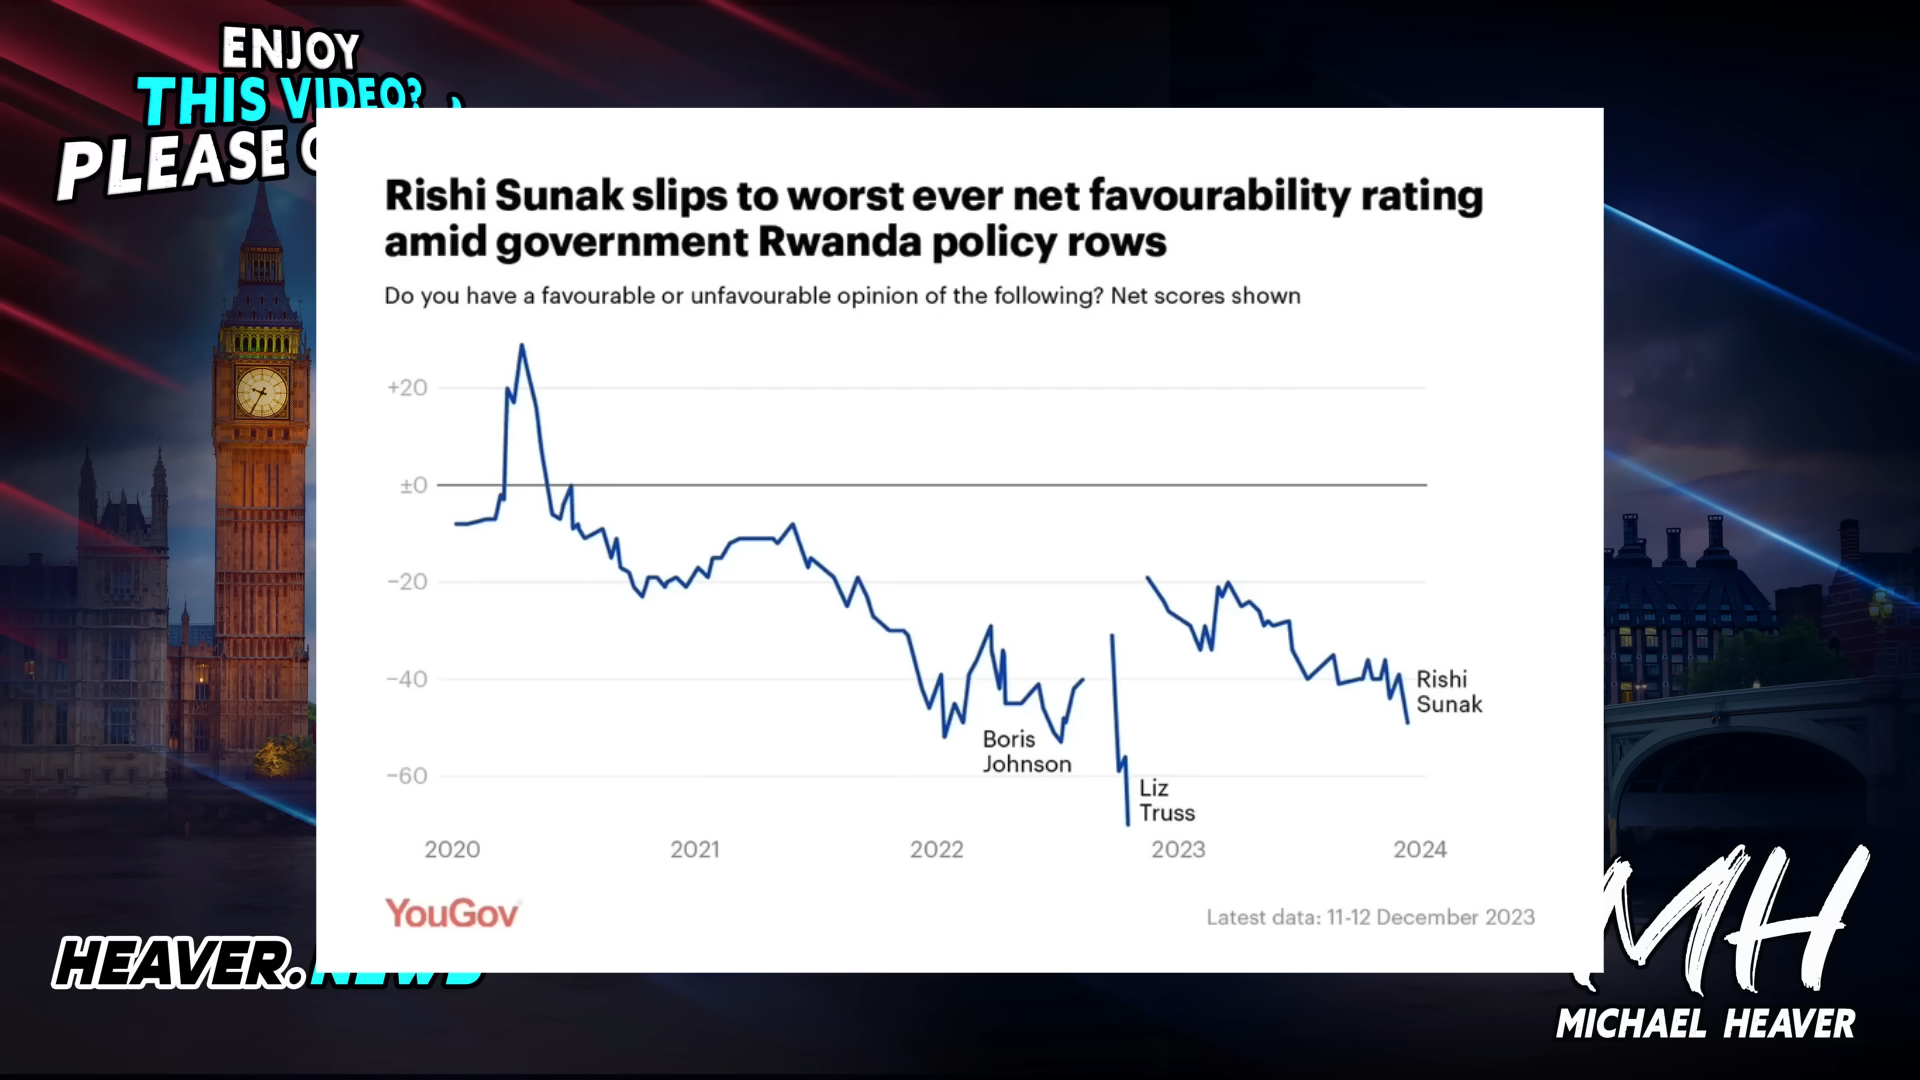 ENJOY
THIS VIDEO?
PLEASE
Rishi Sunak slips to worst ever net favourability rating
amid government Rwanda policy rows
Do you have a favourable or unfavourable opinion of the following? Net scores shown
+20
±0
−20
−40
−60
Rishi
Sunak
Boris
Johnson
Liz
Truss
2020 2021 2022 2023 2024
YouGov
Latest data: 11-12 December 2023
HEAVER.NEWS
MH
MICHAEL HEAVER